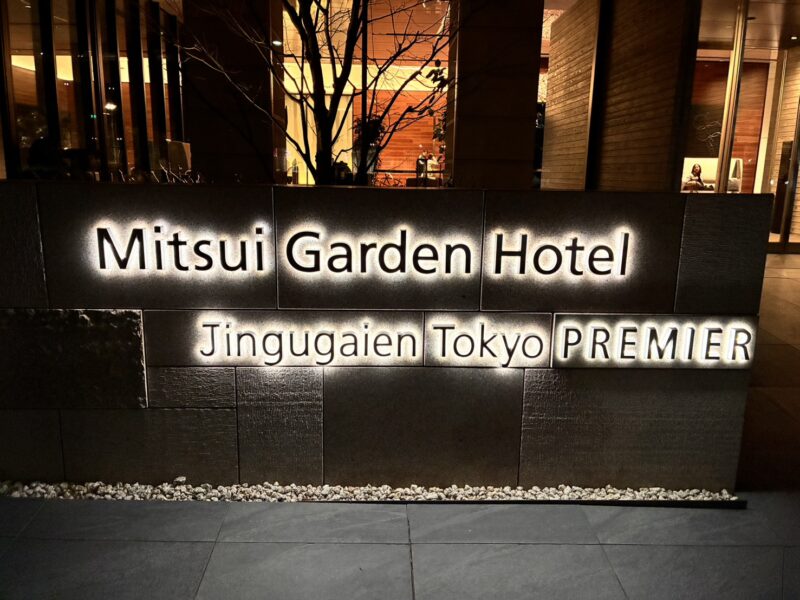 Mitsui Garden Hotel
Jingugaien Tokyo PREMIER